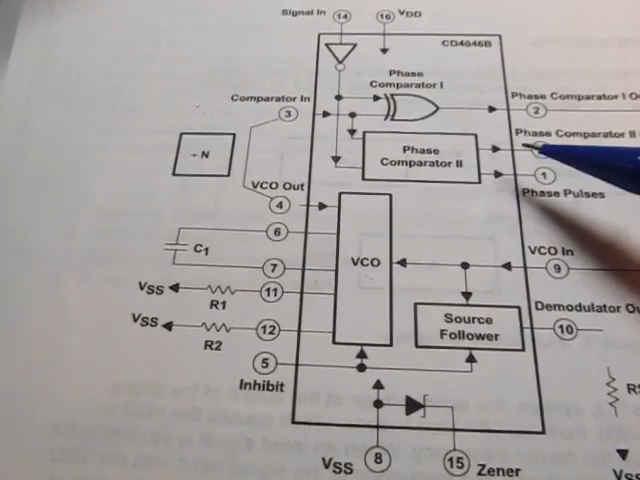 Signal In
14
16
VDD
CD4046B
Phase
Comparator I
Phase Comparator I
2
Comparator In
3
Phase Comparator II
Phase
Comparator II
÷ N
1
Phase Pulses
VCO Out
4
6
C1
VCO
VCO In
9
7
VSS
R1
11
VSS
R2
12
Source
Follower
Demodulator
10
5
Inhibit
VSS
8
15
Zener